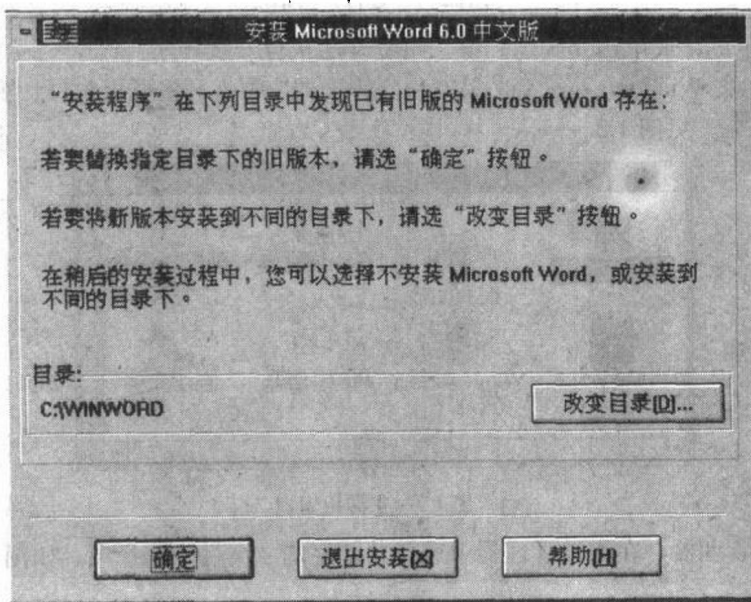 安装 Microsoft Word 6.0 中文版
“安装程序”在下列目录中发现已有旧版的 Microsoft Word 存在:
若要替换指定目录下的旧版本,请选“确定”按钮。
若要将新版本安装到不同的目录下,请选“改变目录”按钮。
在稍后的安装过程中,您可以选择不安装 Microsoft Word,或安装到
不同的目录下。
目录:
C:\WINWORD
改变目录(D)...
确定
退出安装(X)
帮助(H)